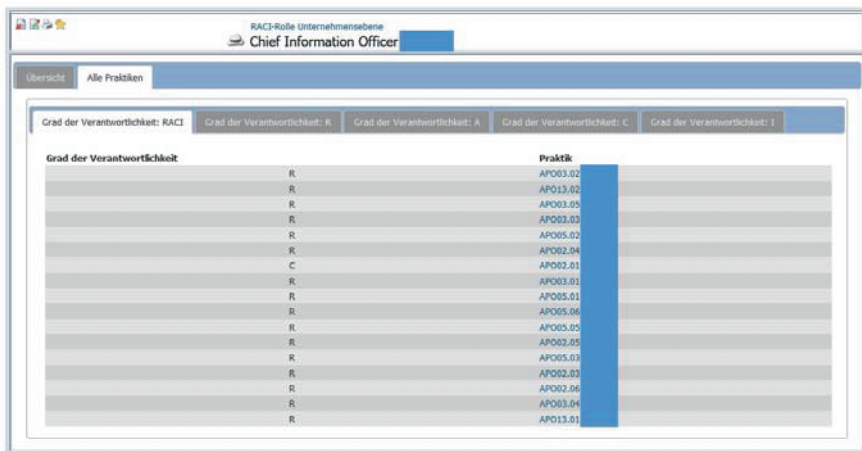 RACI-Rolle Unternehmensebene
Chief Information Officer
Übersicht Alle Praktiken
Grad der Verantwortlichkeit: RACI Grad der Verantwortlichkeit: R Grad der Verantwortlichkeit: A Grad der Verantwortlichkeit: C Grad der Verantwortlichkeit: I
Grad der Verantwortlichkeit Praktik
R APO03.02
R APO13.02
R APO03.05
R APO03.03
R APO05.02
R APO02.04
C APO02.01
R APO03.01
R APO05.01
R APO05.06
R APO05.05
R APO02.05
R APO05.03
R APO02.03
R APO02.06
R APO03.04
R APO13.01